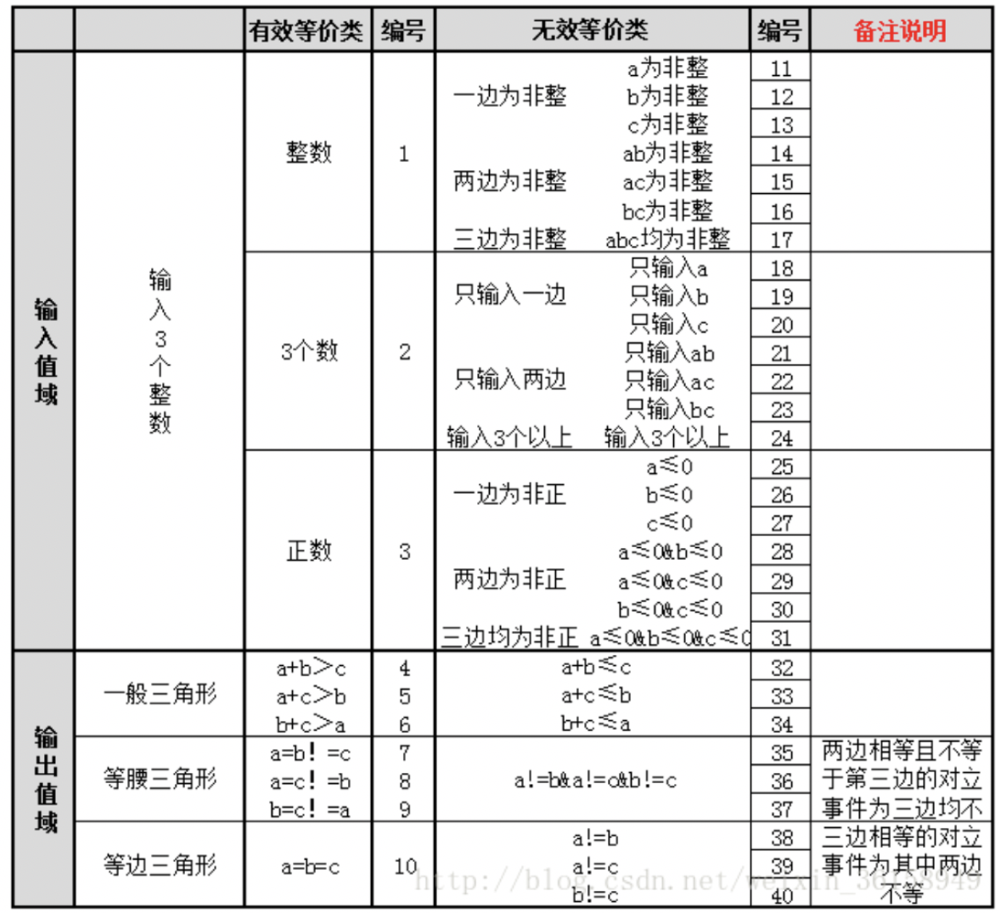 有效等价类 编号 无效等价类 编号 备注说明
输入值域
输入3个整数
整数 1
一边为非整
a为非整 11
b为非整 12
c为非整 13
两边为非整
ab为非整 14
ac为非整 15
bc为非整 16
三边为非整 abc均为非整 17
3个数 2
只输入一边
只输入a 18
只输入b 19
只输入c 20
只输入两边
只输入ab 21
只输入ac 22
只输入bc 23
输入3个以上 输入3个以上 24
正数 3
一边为非正
a≤0 25
b≤0 26
c≤0 27
两边为非正
a≤0&b≤0 28
a≤0&c≤0 29
b≤0&c≤0 30
三边均为非正 a≤0&b≤0&c≤0 31
输出值域
一般三角形
a+b＞c 4 a+b≤c 32
a+c＞b 5 a+c≤b 33
b+c＞a 6 b+c≤a 34
等腰三角形
a=b！=c 7
a=c！=b 8
b=c！=a 9
a!=b&a!=c&b!=c
35
36
37
两边相等且不等
于第三边的对立
事件为三边均不
等边三角形
a=b=c 10
a!=b 38
a!=c 39
b!=c 40
三边相等的对立
事件为其中两边
不等
http://blog.csdn.net/weixin_36158949